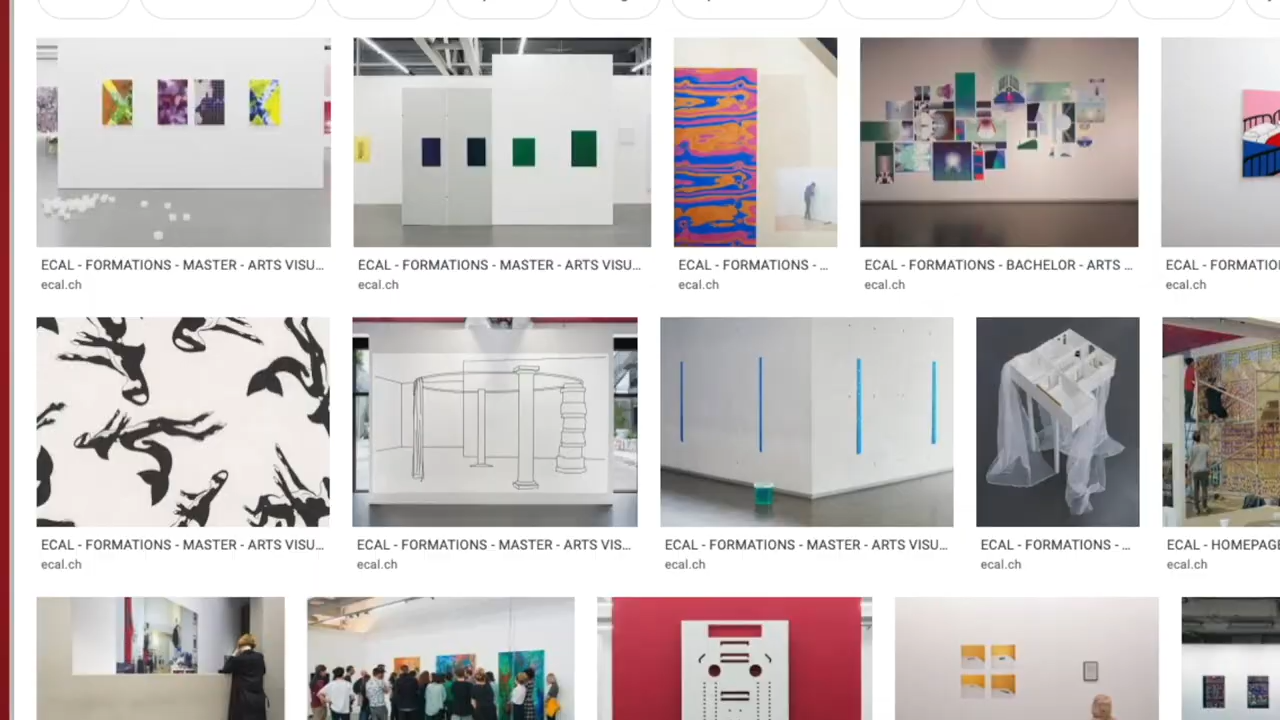 ECAL - FORMATIONS - MASTER - ARTS VISU...
ecal.ch
ECAL - FORMATIONS - MASTER - ARTS VISU...
ecal.ch
ECAL - FORMATIONS - ...
ecal.ch
ECAL - FORMATIONS - BACHELOR - ARTS ...
ecal.ch
ECAL - FORMATIO
ecal.ch
ECAL - FORMATIONS - MASTER - ARTS VISU...
ecal.ch
ECAL - FORMATIONS - MASTER - ARTS VIS...
ecal.ch
ECAL - FORMATIONS - MASTER - ARTS VISU...
ecal.ch
ECAL - FORMATIONS - ...
ecal.ch
ECAL - HOMEPAGE
ecal.ch